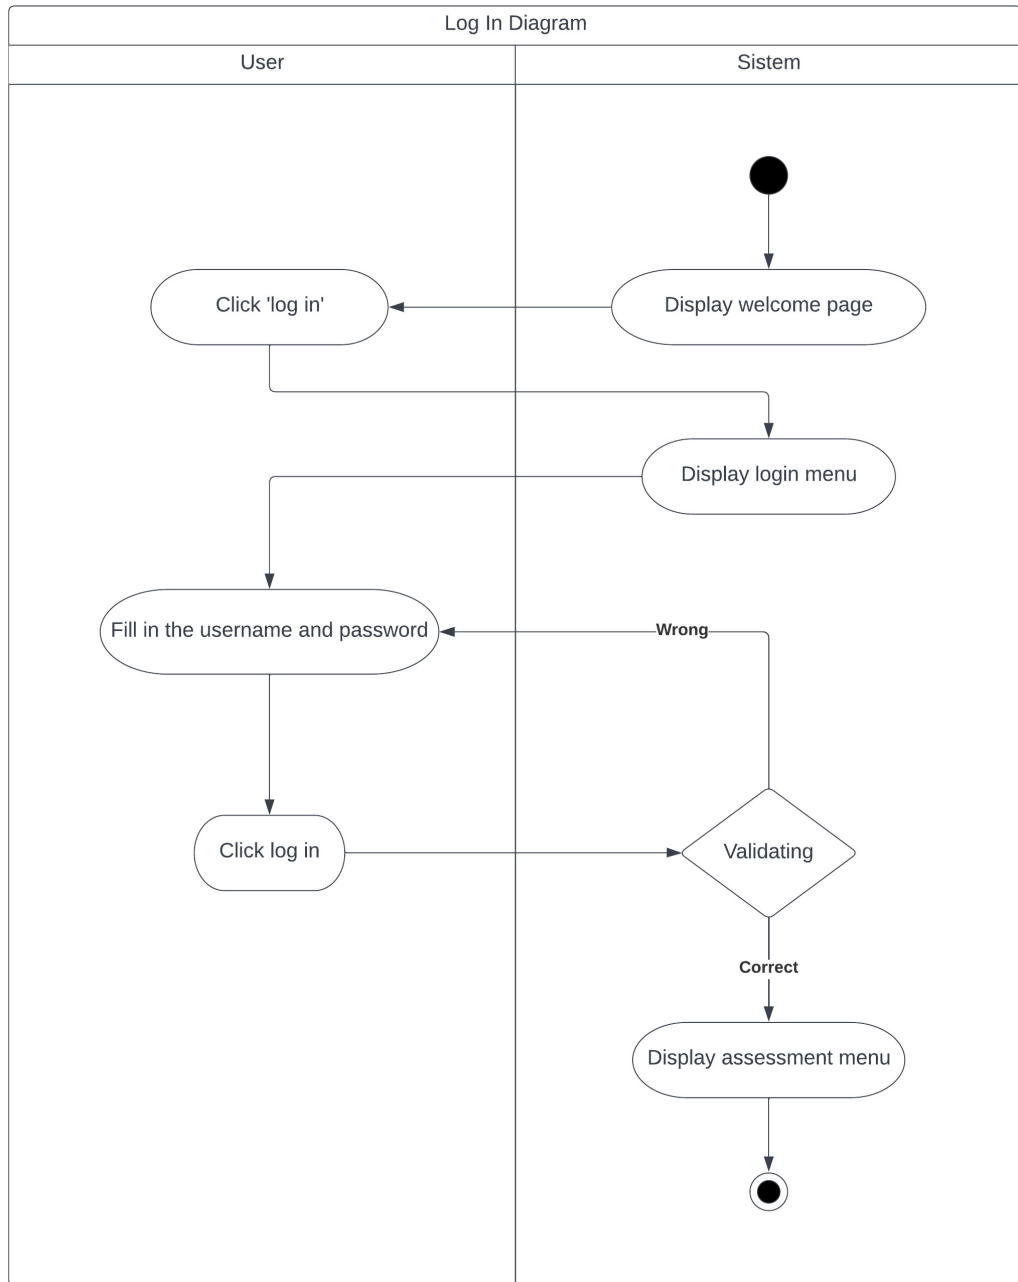 Log In Diagram
User
Sistem
Click 'log in'
Display welcome page
Display login menu
Fill in the username and password
Wrong
Click log in
Validating
Correct
Display assessment menu